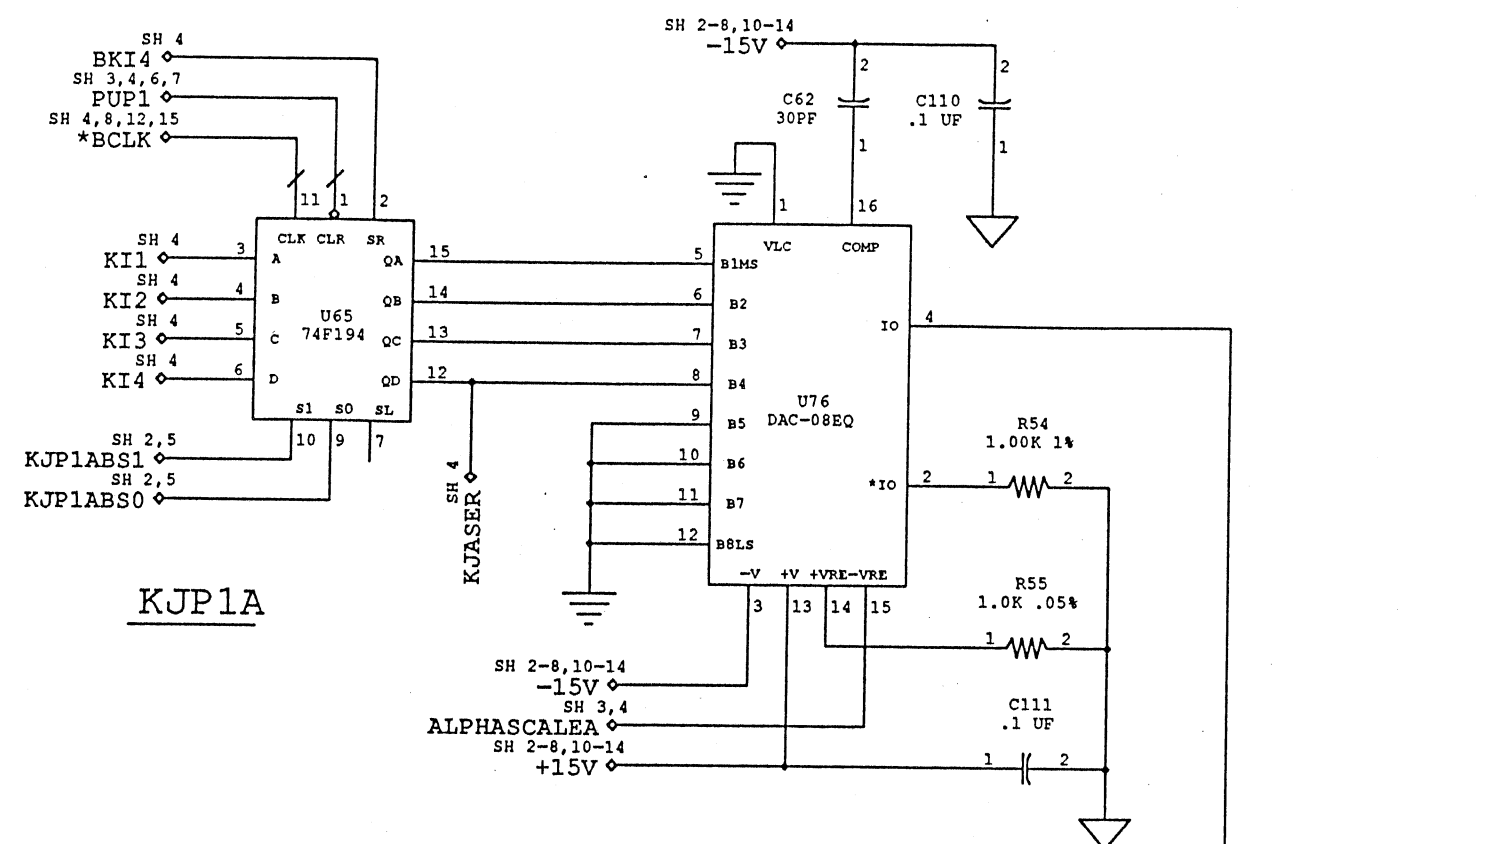 SH 4
BKI4
SH 3,4,6,7
PUP1
SH 4,8,12,15
*BCLK
11
1
2
CLK CLR SR
SH 4
KI1
3
A
QA
15
SH 4
KI2
4
B
QB
14
U65
74F194
SH 4
KI3
5
C
QC
13
SH 4
KI4
6
D
QD
12
S1 S0 SL
10
9
7
SH 2,5
KJP1ABS1
SH 2,5
KJP1ABS0
SH 4
KJASER
KJP1A
SH 2-8,10-14
-15V
2
2
C62
30PF
C110
.1 UF
1
1
1
16
VLC
COMP
5
B1MS
6
B2
7
B3
8
B4
9
B5
10
B6
11
B7
12
B8LS
IO
4
U76
DAC-08EQ
*IO
2
-V +V +VRE-VRE
3
13
14
15
R54
1.00K 1%
1
2
R55
1.0K .05%
1
2
SH 2-8,10-14
-15V
SH 3,4
ALPHASCALEA
SH 2-8,10-14
+15V
C111
.1 UF
1
2